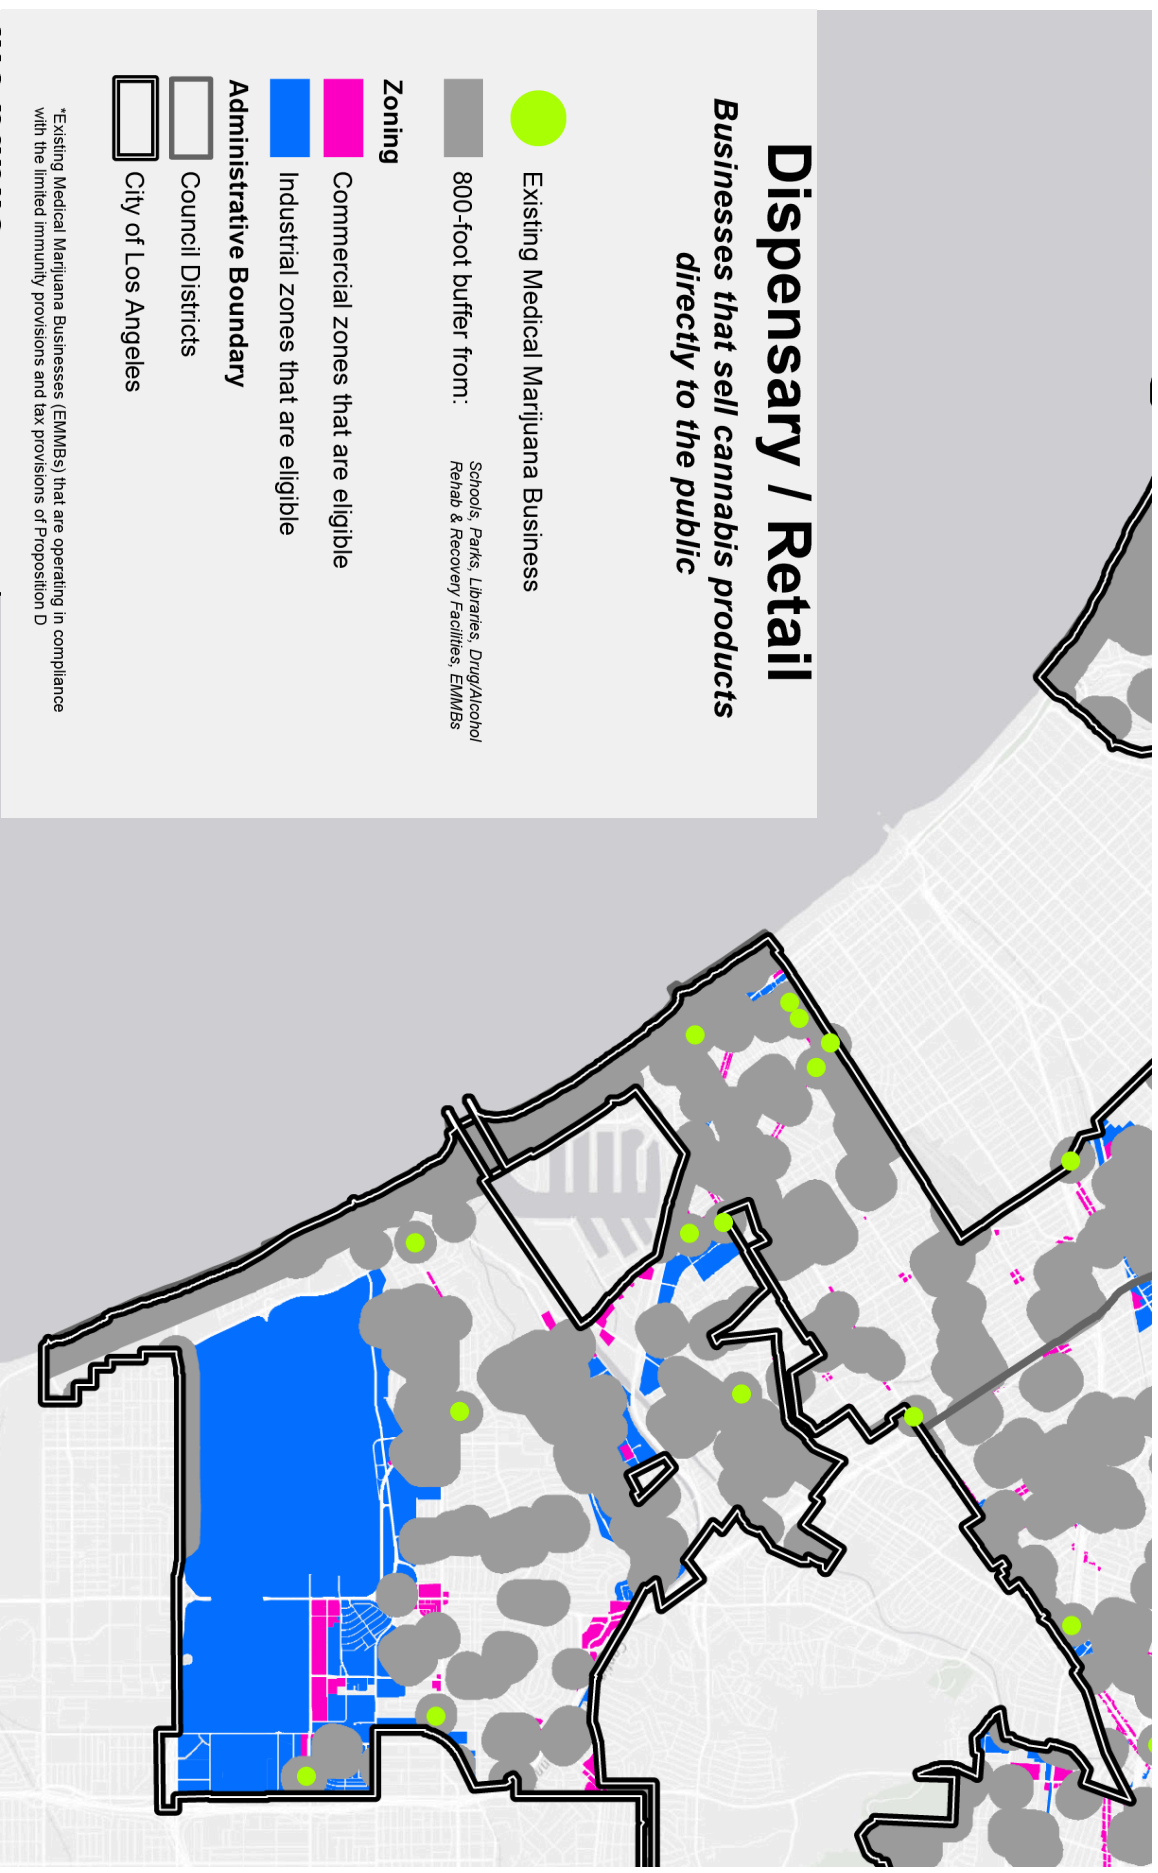 Dispensary / Retail
Businesses that sell cannabis products
directly to the public
Existing Medical Marijuana Business
800-foot buffer from:
Schools, Parks, Libraries, Drug/Alcohol
Rehab & Recovery Facilities, EMMBs
Zoning
Commercial zones that are eligible
Industrial zones that are eligible
Administrative Boundary
Council Districts
City of Los Angeles
*Existing Medical Marijuana Businesses (EMMBs) that are operating in compliance
with the limited immunity provisions and tax provisions of Proposition D